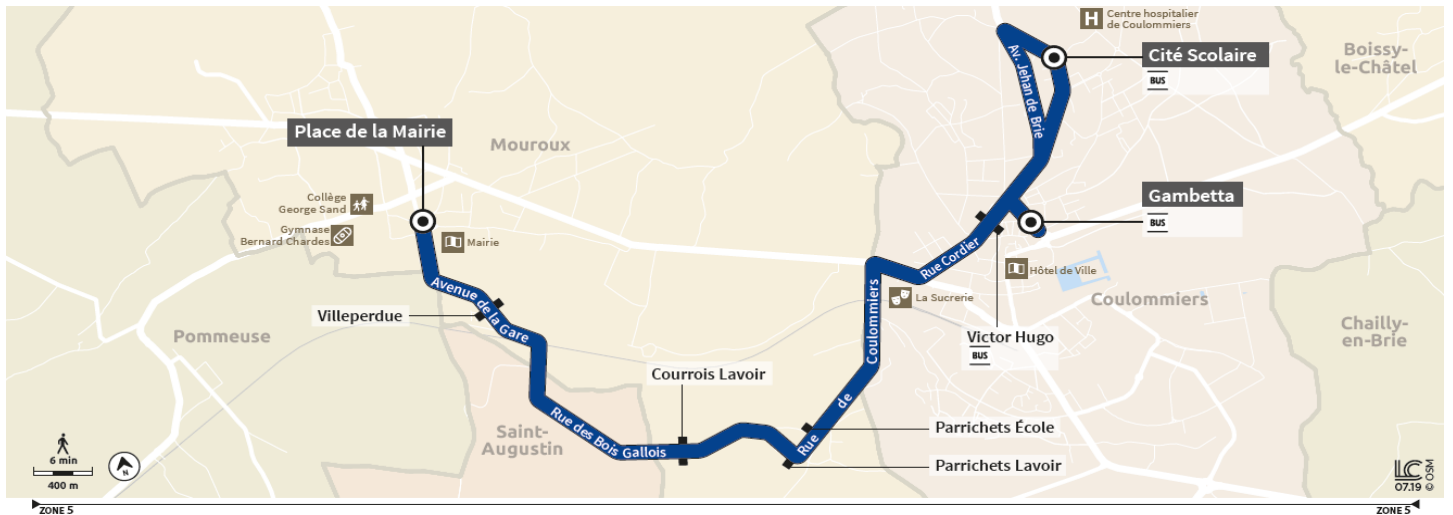 Centre hospitalier
de Coulommiers
H
Cité Scolaire
BUS
Boissy-
le-Châtel
Av. Jehan de Brie
Place de la Mairie
Mouroux
Collège
George Sand
Gymnase
Bernard Chardes
Mairie
Gambetta
BUS
Rue Cordier
Hôtel de Ville
Avenue de la Gare
Villeperdue
Pommeuse
La Sucrerie
Coulommiers
Coulommiers
Victor Hugo
BUS
Chailly-
en-Brie
Courrois Lavoir
Rue des Bois Gallois
Saint-
Augustin
Rue de
Parrichets École
Parrichets Lavoir
6 min
400 m
N
LC
07.19
© OSM
ZONE 5
ZONE 5